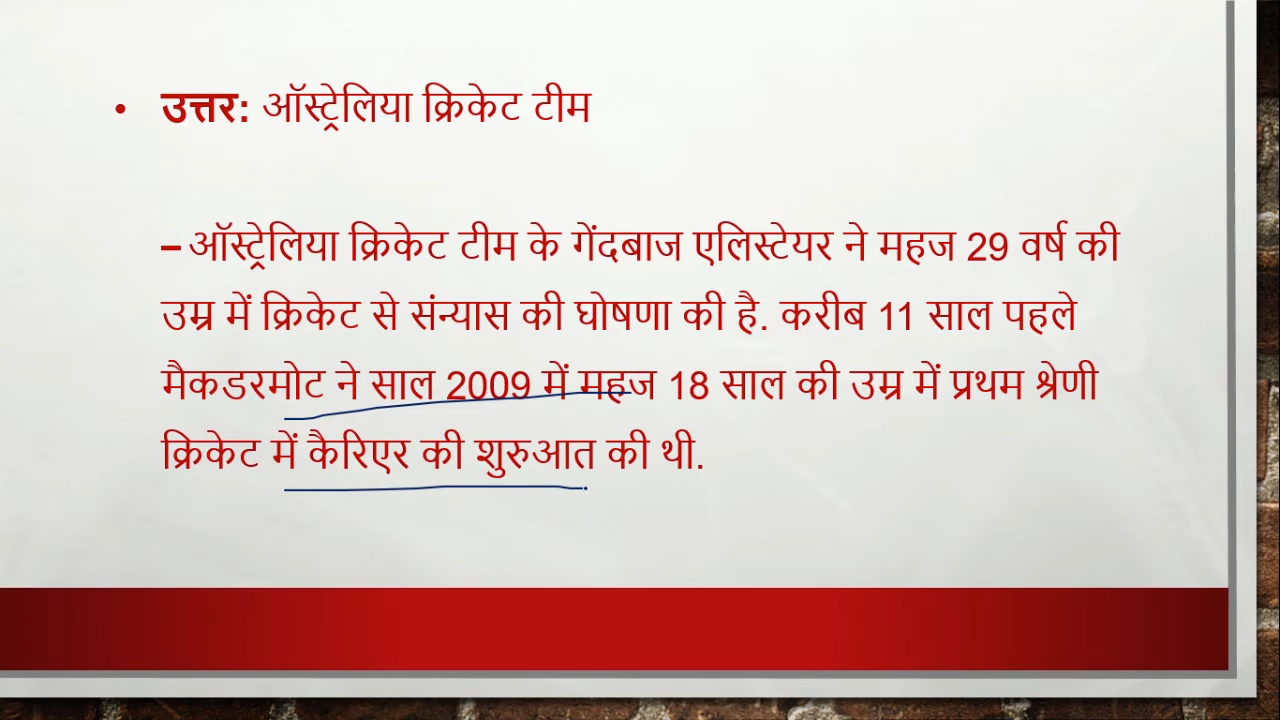 • उत्तर: ऑस्ट्रेलिया क्रिकेट टीम
– ऑस्ट्रेलिया क्रिकेट टीम के गेंदबाज एलिस्टेयर ने महज 29 वर्ष की
उम्र में क्रिकेट से संन्यास की घोषणा की है. करीब 11 साल पहले
मैकडरमोट ने साल 2009 में महज 18 साल की उम्र में प्रथम श्रेणी
क्रिकेट में कैरिएर की शुरुआत की थी.